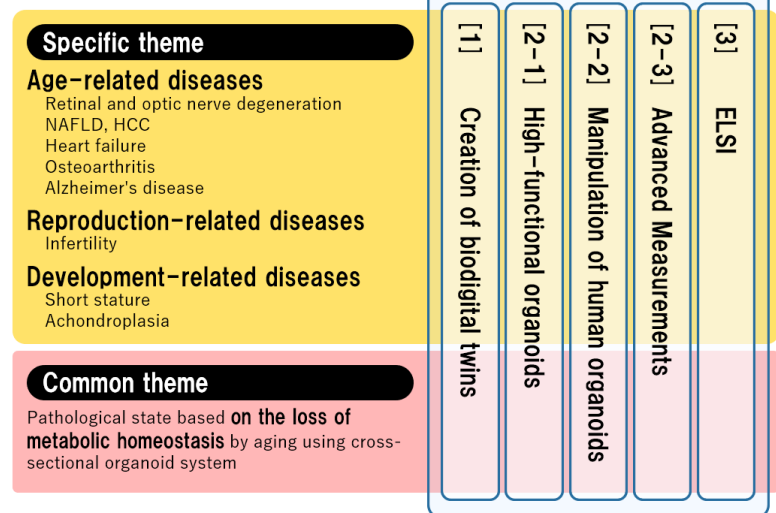 Specific theme
Age-related diseases
Retinal and optic nerve degeneration
NAFLD, HCC
Heart failure
Osteoarthritis
Alzheimer's disease
Reproduction-related diseases
Infertility
Development-related diseases
Short stature
Achondroplasia
Common theme
Pathological state based on the loss of
metabolic homeostasis by aging using cross-
sectional organoid system
[1] Creation of biodigital twins
[2-1] High-functional organoids
[2-2] Manipulation of human organoids
[2-3] Advanced Measurements
[3] ELSI